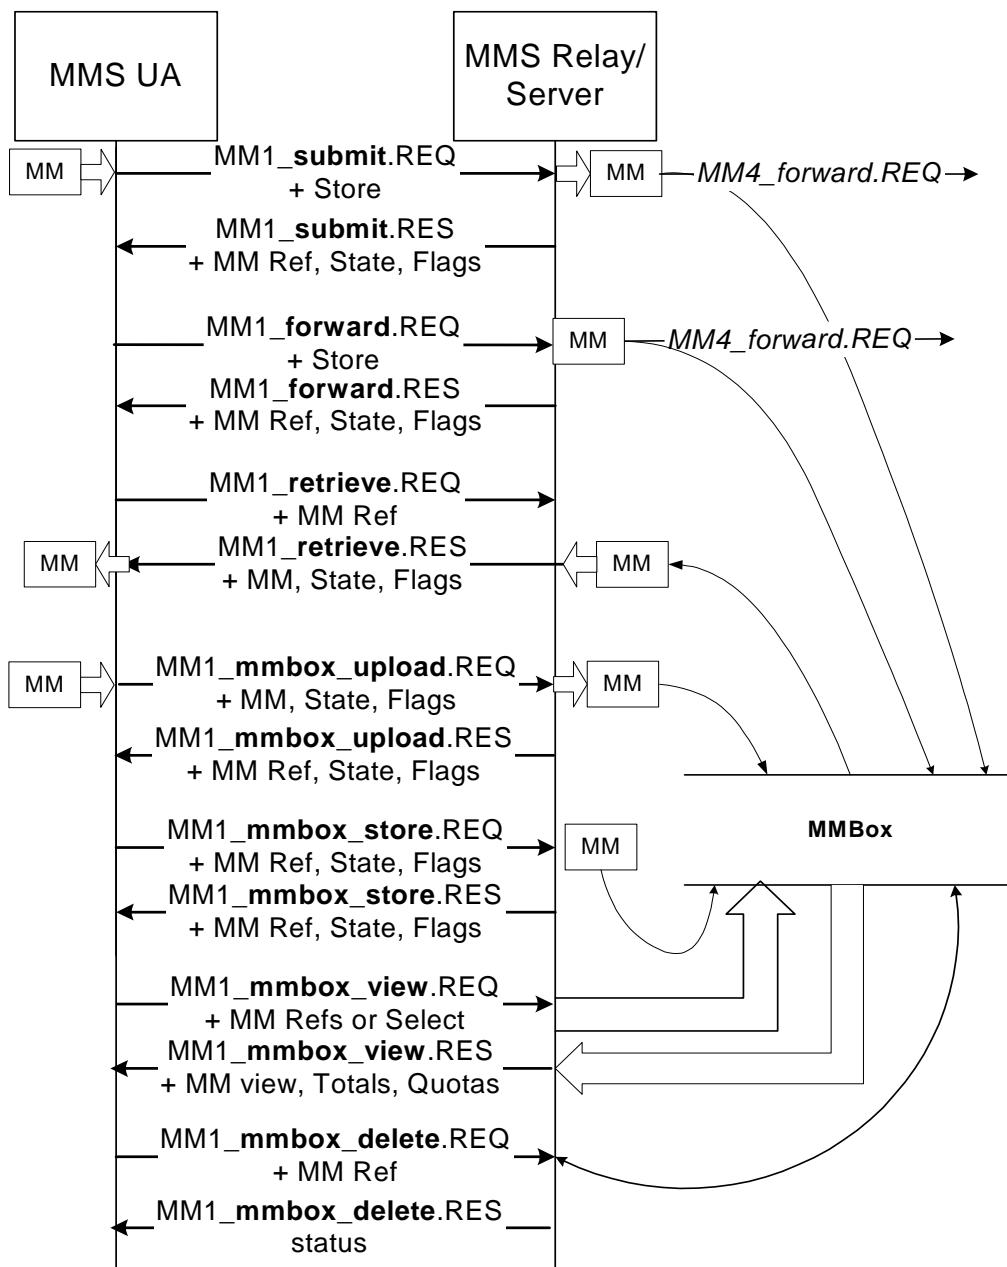 MMS UA
MMS Relay/
Server
MM
MM1_submit.REQ
+ Store
MM
MM4_forward.REQ
MM1_submit.RES
+ MM Ref, State, Flags
MM1_forward.REQ
+ Store
MM
MM4_forward.REQ
MM1_forward.RES
+ MM Ref, State, Flags
MM1_retrieve.REQ
+ MM Ref
MM
MM1_retrieve.RES
+ MM, State, Flags
MM
MM
MM1_mmbox_upload.REQ
+ MM, State, Flags
MM
MM1_mmbox_upload.RES
+ MM Ref, State, Flags
MMBox
MM1_mmbox_store.REQ
+ MM Ref, State, Flags
MM
MM1_mmbox_store.RES
+ MM Ref, State, Flags
MM1_mmbox_view.REQ
+ MM Refs or Select
MM1_mmbox_view.RES
+ MM view, Totals, Quotas
MM1_mmbox_delete.REQ
+ MM Ref
MM1_mmbox_delete.RES
status